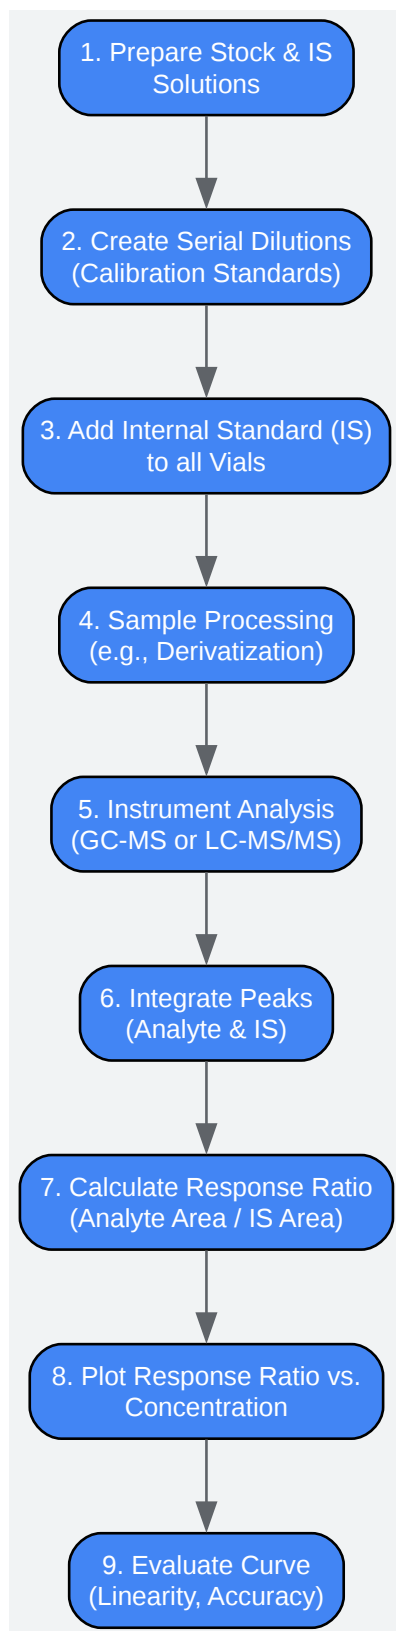 1. Prepare Stock & IS
Solutions
2. Create Serial Dilutions
(Calibration Standards)
3. Add Internal Standard (IS)
to all Vials
4. Sample Processing
(e.g., Derivatization)
5. Instrument Analysis
(GC-MS or LC-MS/MS)
6. Integrate Peaks
(Analyte & IS)
7. Calculate Response Ratio
(Analyte Area / IS Area)
8. Plot Response Ratio vs.
Concentration
9. Evaluate Curve
(Linearity, Accuracy)